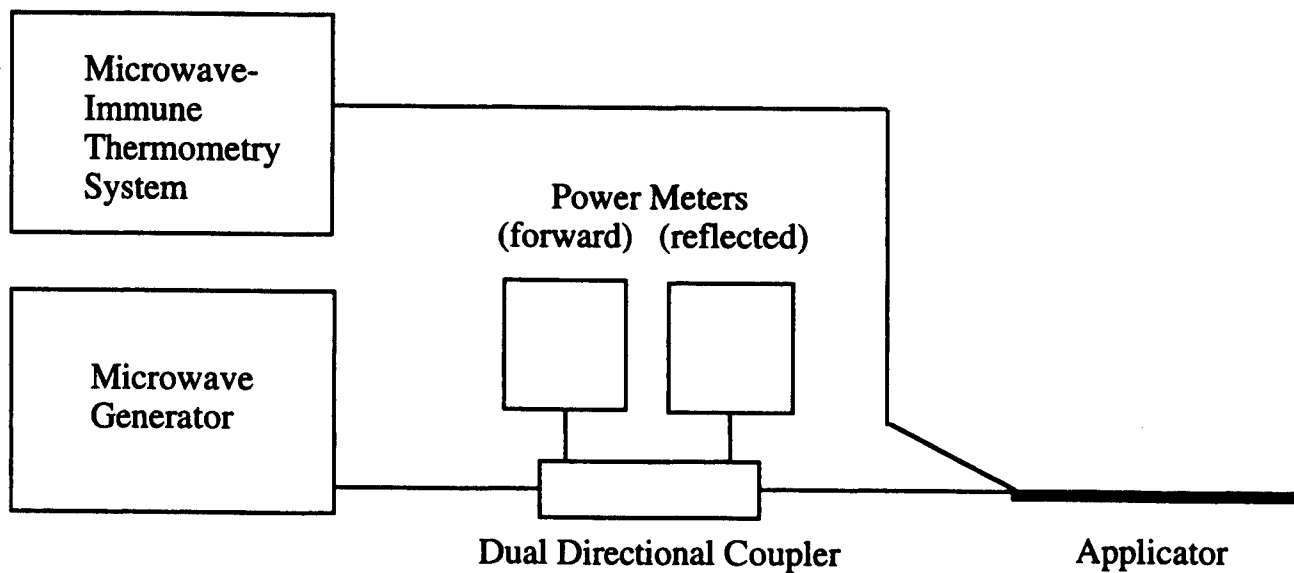 Microwave-
Immune
Thermometry
System
Power Meters
(forward) (reflected)
Microwave
Generator
Dual Directional Coupler
Applicator